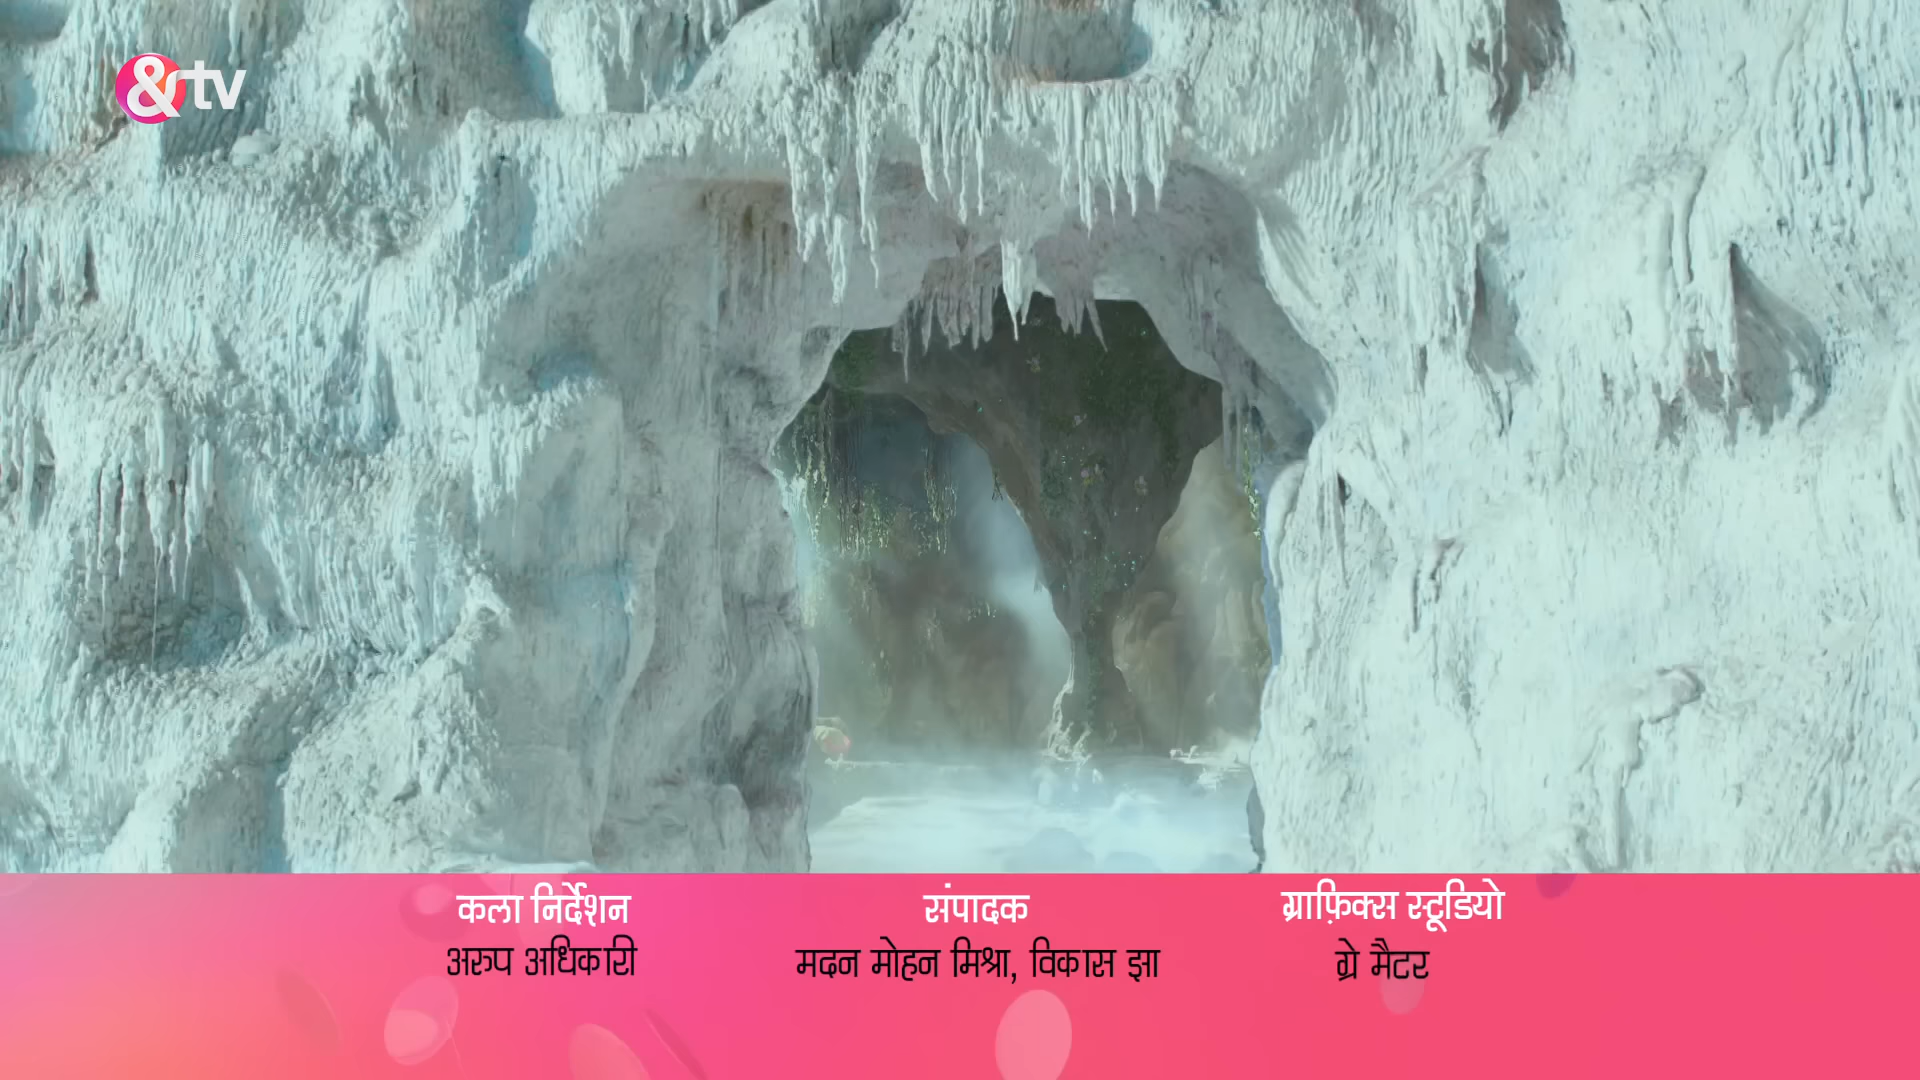 &tv
कला निर्देशन
अरुप अधिकारी
संपादक
मदन मोहन मिश्रा, विकास झा
ग्राफ़िक्स स्टूडियो
ग्रे मैटर